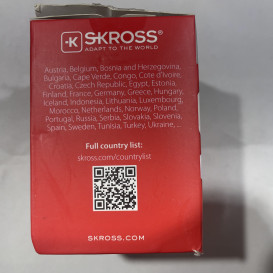 SKROSS®
ADAPT TO THE WORLD
Austria, Belgium, Bosnia and Herzegovina,
Bulgaria, Cape Verde, Congo, Cote d'Ivoire,
Croatia, Czech Republic, Egypt, Estonia,
Finland, France, Germany, Greece, Hungary,
Iceland, Indonesia, Lithuania, Luxembourg,
Morocco, Netherlands, Norway, Poland,
Portugal, Russia, Serbia, Slovakia, Slovenia,
Spain, Sweden, Tunisia, Turkey, Ukraine, ...
Full country list:
skross.com/countrylist
SKROSS.COM